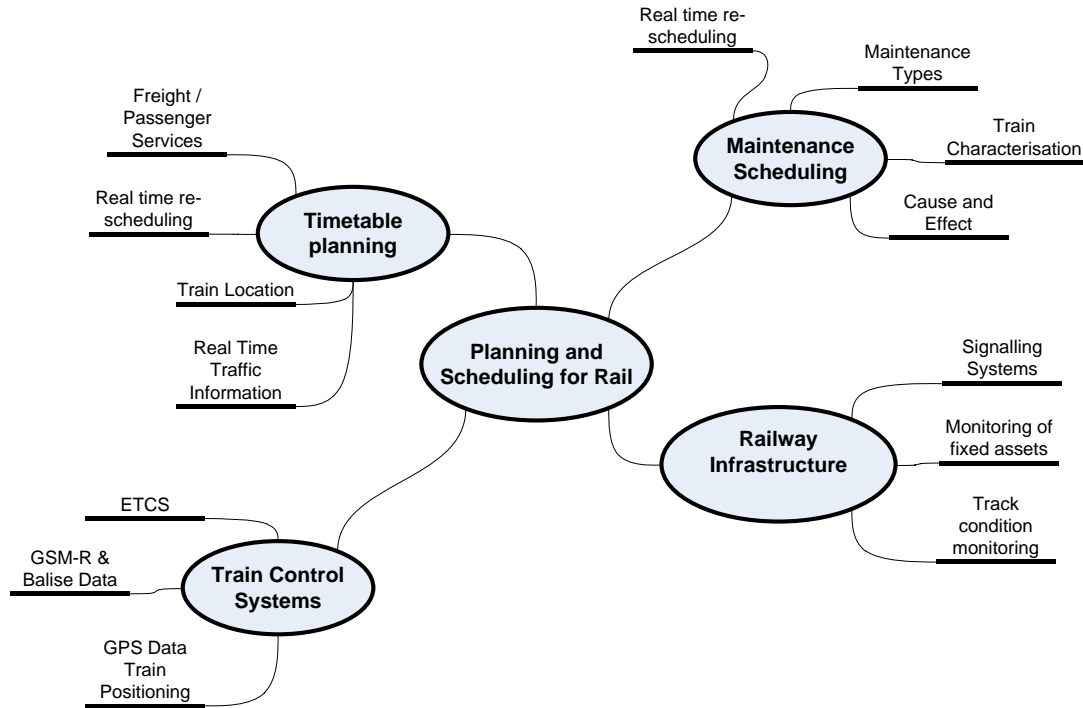 Real time re-
scheduling
Maintenance
Types
Train
Characterisation
Cause and
Effect
Maintenance
Scheduling
Freight /
Passenger
Services
Real time re-
scheduling
Train Location
Real Time
Traffic
Information
Timetable
planning
Planning and
Scheduling for Rail
Signalling
Systems
Monitoring of
fixed assets
Track
condition
monitoring
Railway
Infrastructure
ETCS
GSM-R &
Balise Data
GPS Data
Train
Positioning
Train Control
Systems